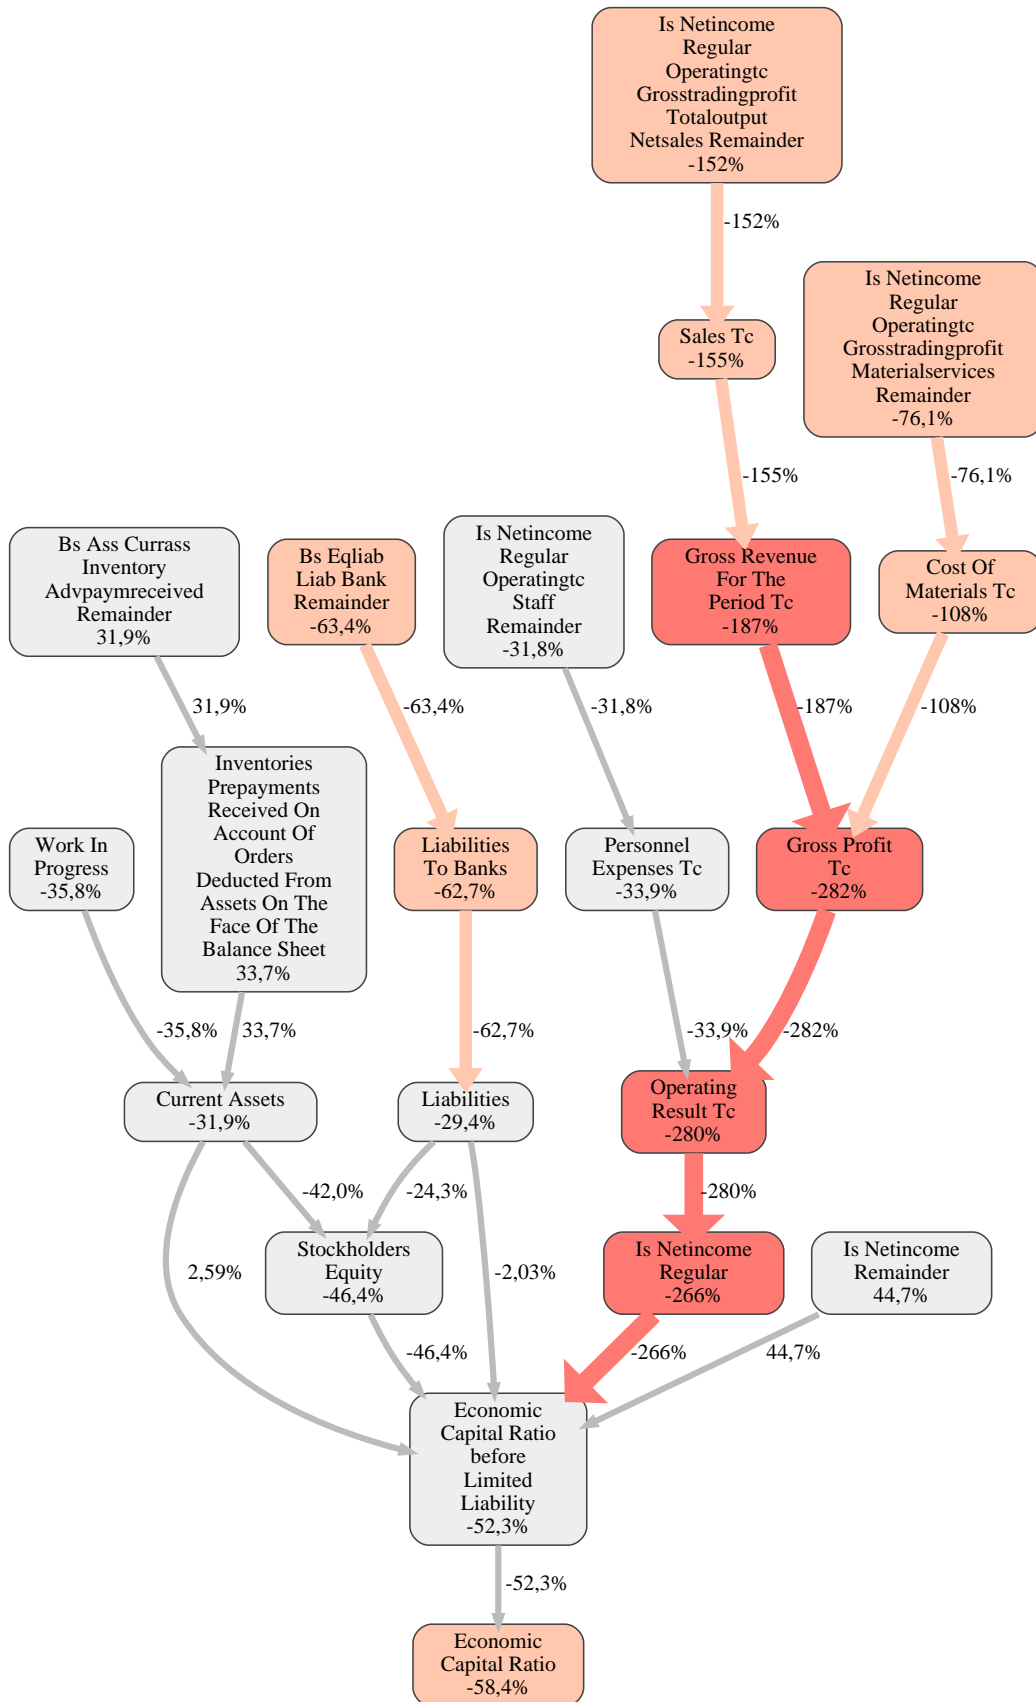 Is Netincome
Regular
Operatingtc
Grosstradingprofit
Totaloutput
Netsales Remainder
-152%
-152%
Is Netincome
Regular
Operatingtc
Grosstradingprofit
Materialservices
Remainder
-76,1%
Sales Tc
-155%
-155%
-76,1%
Bs Ass Currass
Inventory
Advpaymreceived
Remainder
31,9%
Bs Eqliab
Liab Bank
Remainder
-63,4%
Is Netincome
Regular
Operatingtc
Staff
Remainder
-31,8%
Gross Revenue
For The
Period Tc
-187%
Cost Of
Materials Tc
-108%
31,9%
-63,4%
-31,8%
-187%
-108%
Work In
Progress
-35,8%
Inventories
Prepayments
Received On
Account Of
Orders
Deducted From
Assets On The
Face Of The
Balance Sheet
33,7%
Liabilities
To Banks
-62,7%
Personnel
Expenses Tc
-33,9%
Gross Profit
Tc
-282%
-35,8%
33,7%
-62,7%
-33,9%
-282%
Current Assets
-31,9%
Liabilities
-29,4%
Operating
Result Tc
-280%
-42,0%
-24,3%
-280%
2,59%
Stockholders
Equity
-46,4%
-2,03%
Is Netincome
Regular
-266%
Is Netincome
Remainder
44,7%
-46,4%
-266%
44,7%
Economic
Capital Ratio
before
Limited
Liability
-52,3%
-52,3%
Economic
Capital Ratio
-58,4%